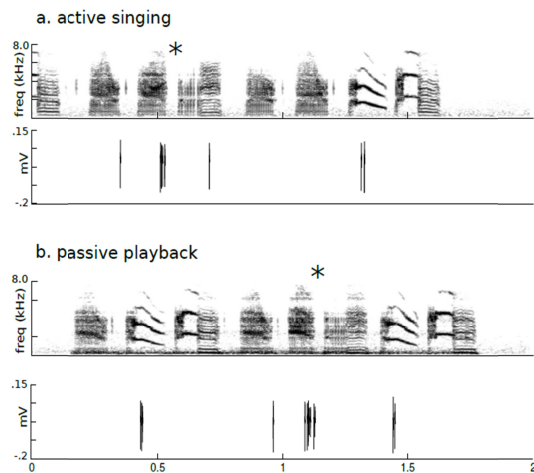 a. active singing
*
8.0
freq (kHz)
.15
mV
-.2
b. passive playback
*
8.0
freq (kHz)
.15
mV
-.2
0 0.5 1 1.5 2